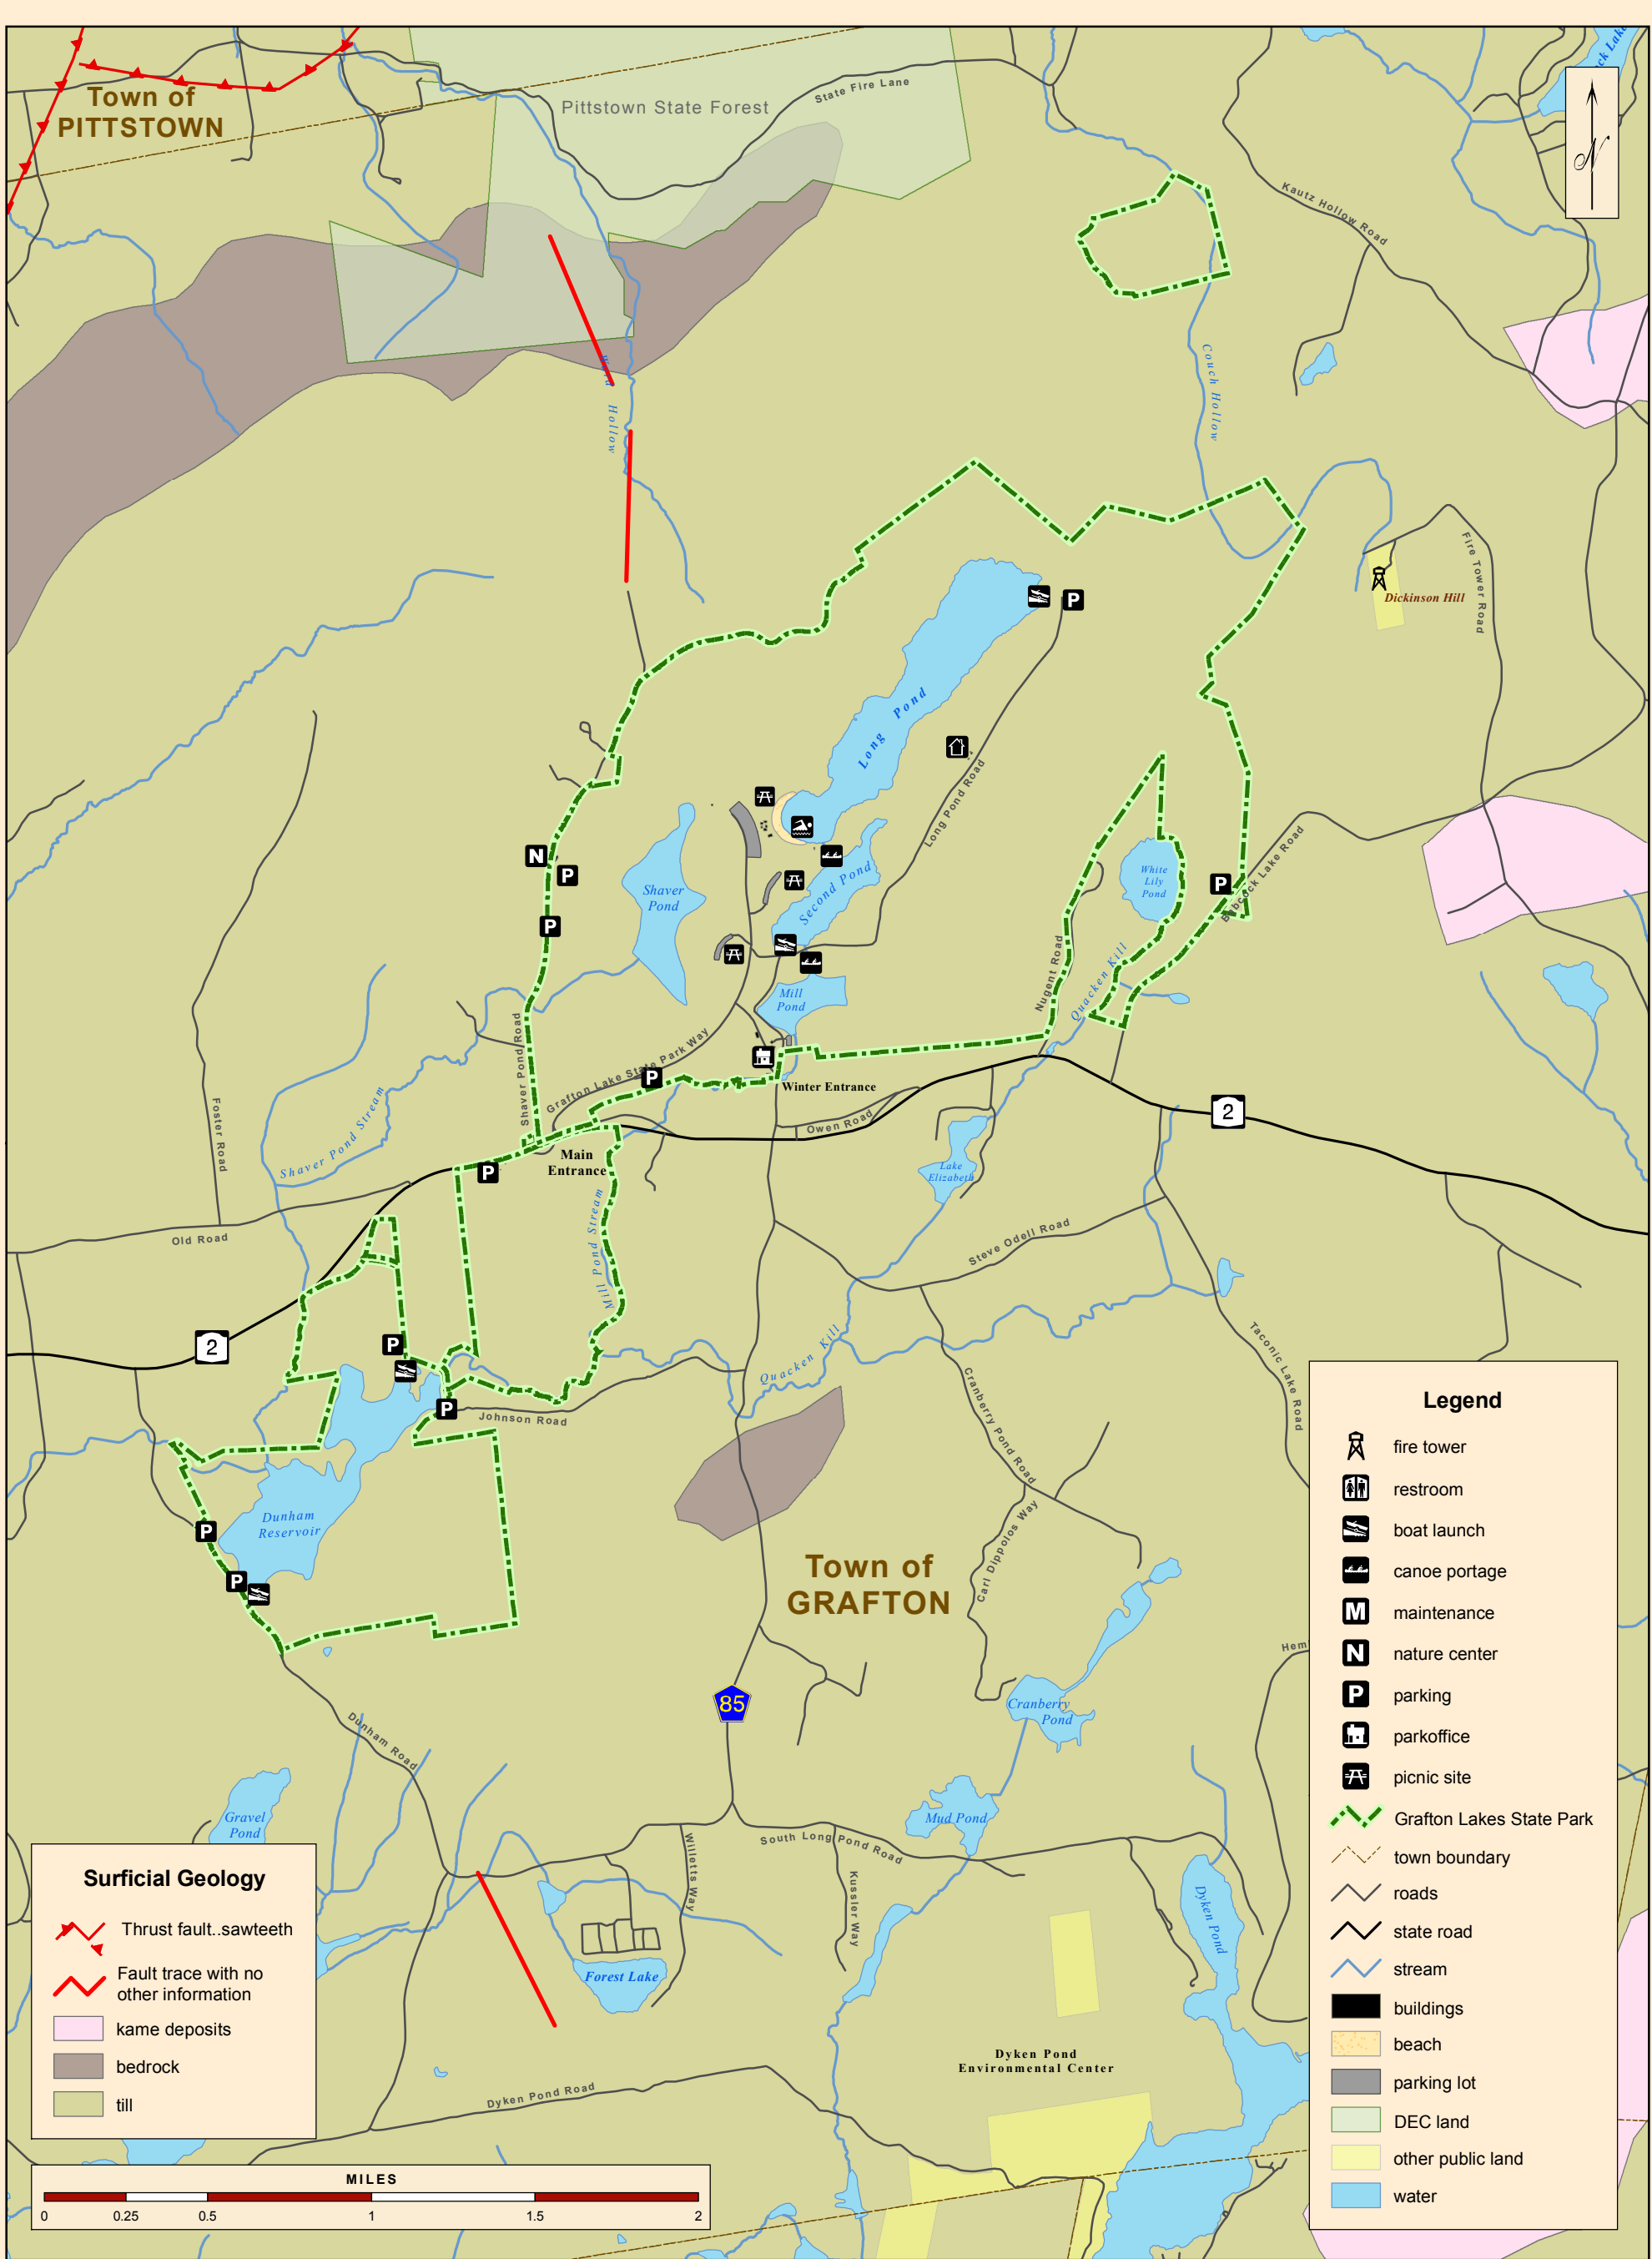 ck Lake
Town of
PITTSTOWN
Pittstown State Forest
State Fire Lane
N
Kautz Hollow Road
Hollow
Couch Hollow
Fire Tower Road
Dickinson Hill
P
Long Pond
Long Pond Road
N
P
P
Shaver
Pond
Second Pond
White
Lily
Pond
P
Babcock Lake Road
Nugent Road
Quacken Kill
Mill
Pond
Shaver Pond Road
Grafton Lake State Park Way
P
Winter Entrance
Owen Road
2
Foster Road
Shaver Pond Stream
Main
Entrance
P
Lake
Elizabeth
Mill Pond Stream
Old Road
Steve Odell Road
2
P
Quacken Kill
Taconic Lake Road
P
Johnson Road
Cranberry Pond Road
Dunham
Reservoir
P
P
Town of
GRAFTON
Carl Dippolos Way
Hem
85
Cranberry
Pond
Dunham Road
Gravel
Pond
Mud Pond
South Long Pond Road
Willetts Way
Kussler Way
Dyken Pond
Forest Lake
Dyken Pond
Environmental Center
Dyken Pond Road
Surficial Geology
Thrust fault..sawteeth
Fault trace with no
other information
kame deposits
bedrock
till
MILES
0 0.25 0.5 1 1.5 2
Legend
fire tower
restroom
boat launch
canoe portage
M maintenance
N nature center
P parking
parkoffice
picnic site
Grafton Lakes State Park
town boundary
roads
state road
stream
buildings
beach
parking lot
DEC land
other public land
water